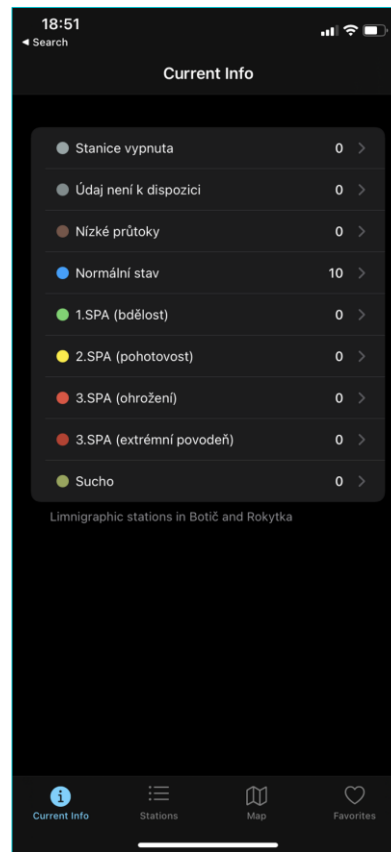 18:51
◀ Search
Current Info
Stanice vypnuta 0
Údaj není k dispozici 0
Nízké průtoky 0
Normální stav 10
1.SPA (bdělost) 0
2.SPA (pohotovost) 0
3.SPA (ohrožení) 0
3.SPA (extrémní povodeň) 0
Sucho 0
Limnigraphic stations in Botič and Rokytka
Current Info Stations Map Favorites